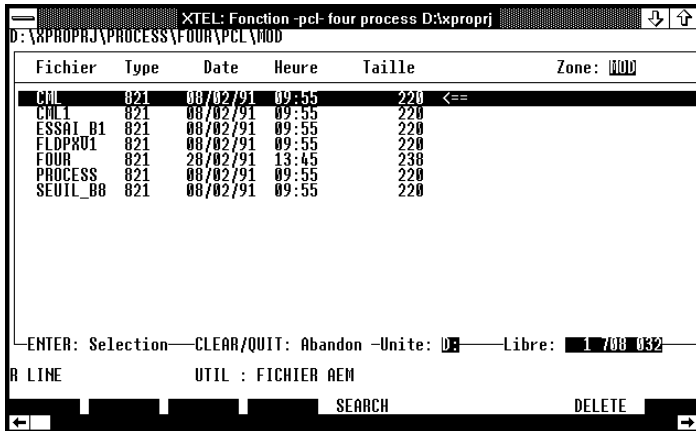 XTEL: Fonction -pcl- four process D:\xproprj
D:\XPROPRJ\PROCESS\FOUR\PCL\MOD
Fichier Type Date Heure Taille Zone: MOD
CML 821 08/02/91 09:55 220 <==
CML1 821 08/02/91 09:55 220
ESSAI_B1 821 08/02/91 09:55 220
FLDPXV1 821 08/02/91 09:55 220
FOUR 821 28/02/91 13:45 238
PROCESS 821 08/02/91 09:55 220
SEUIL_B8 821 08/02/91 09:55 220
ENTER: Selection CLEAR/QUIT: Abandon Unite: D: Libre: 1 708 032
R LINE UTIL : FICHIER AEM
SEARCH DELETE